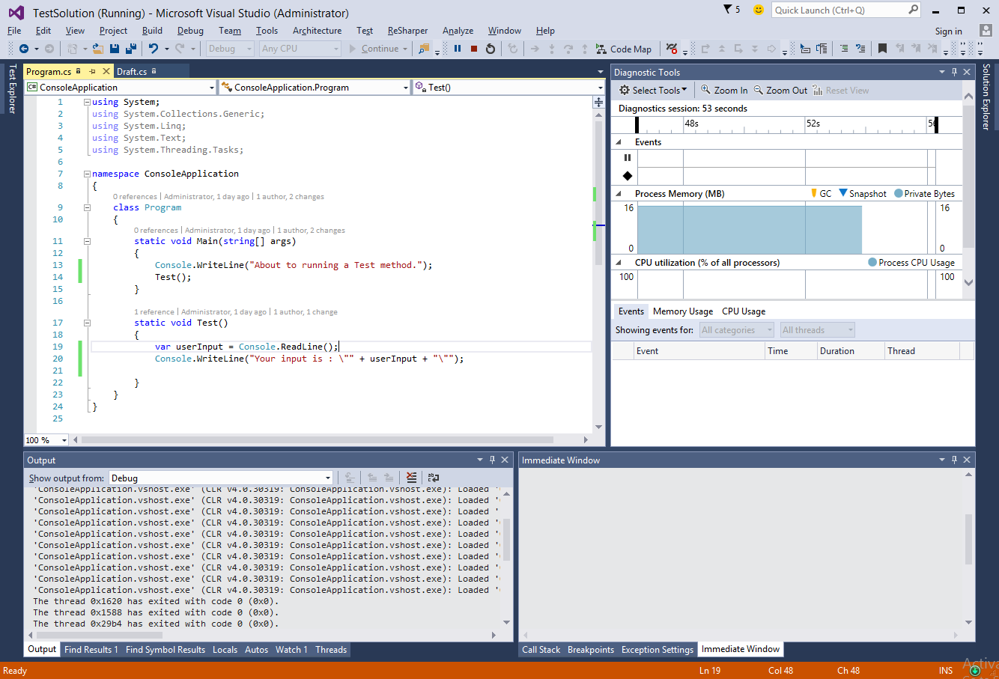 TestSolution (Running) - Microsoft Visual Studio (Administrator)
5
Quick Launch (Ctrl+Q)
File Edit View Project Build Debug Team Tools Architecture Test ReSharper Analyze Window Help
Sign in
Debug Any CPU Continue Code Map
Test Explorer
Program.cs Draft.cs
ConsoleApplication ConsoleApplication.Program Test()
1 using System;
2 using System.Collections.Generic;
3 using System.Linq;
4 using System.Text;
5 using System.Threading.Tasks;
6
7 namespace ConsoleApplication
8 {
0 references | Administrator, 1 day ago | 1 author, 2 changes
9 class Program
10 {
0 references | Administrator, 1 day ago | 1 author, 2 changes
11 static void Main(string[] args)
12 {
13 Console.WriteLine("About to running a Test method.");
14 Test();
15 }
16
1 reference | Administrator, 1 day ago | 1 author, 1 change
17 static void Test()
18 {
19 var userInput = Console.ReadLine();
20 Console.WriteLine("Your input is : \"" + userInput + "\"");
21
22 }
23 }
24 }
25
100 %
Diagnostic Tools
Select Tools Zoom In Zoom Out Reset View
Diagnostics session: 53 seconds
48s 52s
Events
Process Memory (MB) GC Snapshot Private Bytes
16 16
0 0
CPU utilization (% of all processors) Process CPU Usage
100 100
Events Memory Usage CPU Usage
Showing events for: All categories All threads
Event Time Duration Thread
Solution Explorer
Output
Show output from: Debug
'ConsoleApplication.vshost.exe' (CLR v4.0.30319: ConsoleApplication.vshost.exe): Loaded '
'ConsoleApplication.vshost.exe' (CLR v4.0.30319: ConsoleApplication.vshost.exe): Loaded '
'ConsoleApplication.vshost.exe' (CLR v4.0.30319: ConsoleApplication.vshost.exe): Loaded '
'ConsoleApplication.vshost.exe' (CLR v4.0.30319: ConsoleApplication.vshost.exe): Loaded '
'ConsoleApplication.vshost.exe' (CLR v4.0.30319: ConsoleApplication.vshost.exe): Loaded '
'ConsoleApplication.vshost.exe' (CLR v4.0.30319: ConsoleApplication.vshost.exe): Loaded '
'ConsoleApplication.vshost.exe' (CLR v4.0.30319: ConsoleApplication.vshost.exe): Loaded '
'ConsoleApplication.vshost.exe' (CLR v4.0.30319: ConsoleApplication.vshost.exe): Loaded '
'ConsoleApplication.vshost.exe' (CLR v4.0.30319: ConsoleApplication.vshost.exe): Loaded '
'ConsoleApplication.vshost.exe' (CLR v4.0.30319: ConsoleApplication.vshost.exe): Loaded '
The thread 0x1620 has exited with code 0 (0x0).
The thread 0x1588 has exited with code 0 (0x0).
The thread 0x29b4 has exited with code 0 (0x0).
Output Find Results 1 Find Symbol Results Locals Autos Watch 1 Threads
Immediate Window
Call Stack Breakpoints Exception Settings Immediate Window
Ready Ln 19 Col 48 Ch 48 INS